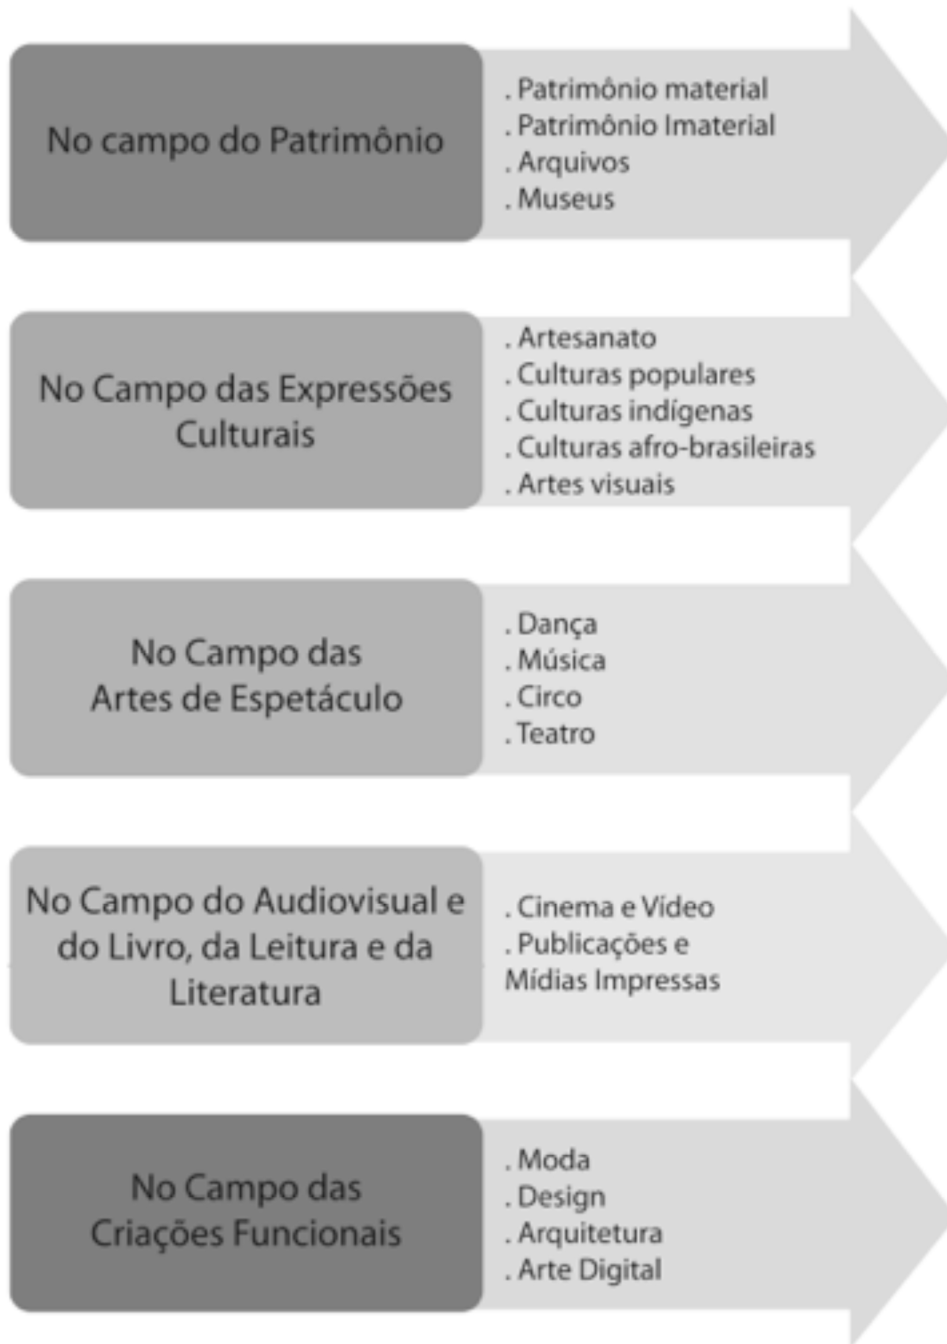 No campo do Patrimônio
. Patrimônio material
. Patrimônio Imaterial
. Arquivos
. Museus
No Campo das Expressões
Culturais
. Artesanato
. Culturas populares
. Culturas indígenas
. Culturas afro-brasileiras
. Artes visuais
No Campo das
Artes de Espetáculo
. Dança
. Música
. Circo
. Teatro
No Campo do Audiovisual e
do Livro, da Leitura e da
Literatura
. Cinema e Vídeo
. Publicações e
Mídias Impressas
No Campo das
Criações Funcionais
. Moda
. Design
. Arquitetura
. Arte Digital